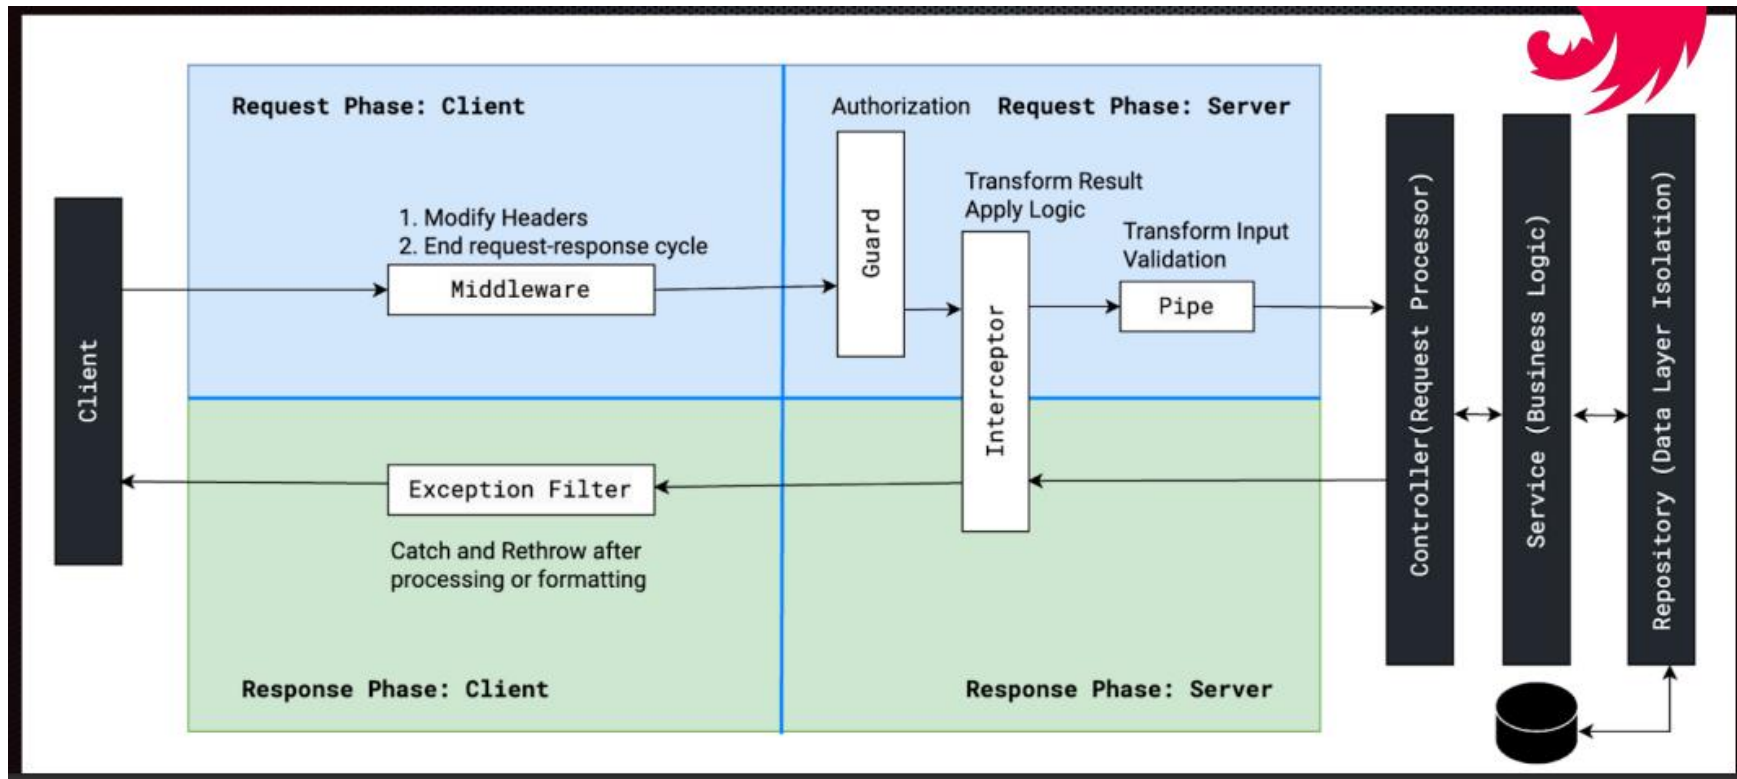 Request Phase: Client
Authorization
Request Phase: Server
Transform Result
Apply Logic
1. Modify Headers
2. End request-response cycle
Transform Input
Validation
Middleware
Guard
Interceptor
Pipe
Client
Controller(Request Processor)
Service (Business Logic)
Repository (Data Layer Isolation)
Exception Filter
Catch and Rethrow after
processing or formatting
Response Phase: Client
Response Phase: Server